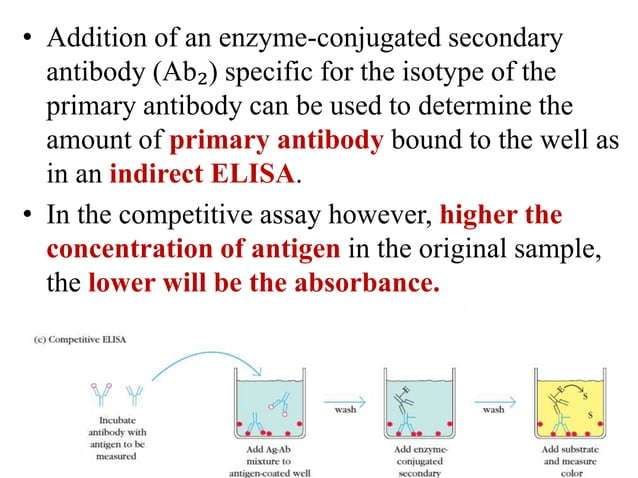 • Addition of an enzyme-conjugated secondary
antibody (Ab₂) specific for the isotype of the
primary antibody can be used to determine the
amount of primary antibody bound to the well as
in an indirect ELISA.
• In the competitive assay however, higher the
concentration of antigen in the original sample,
the lower will be the absorbance.
(c) Competitive ELISA
Incubate
antibody with
antigen to be
measured
Add Ag-Ab
mixture to
antigen-coated well
wash
E
Add enzyme-
conjugated
secondary
wash
E
S
S
Add substrate
and measure
color